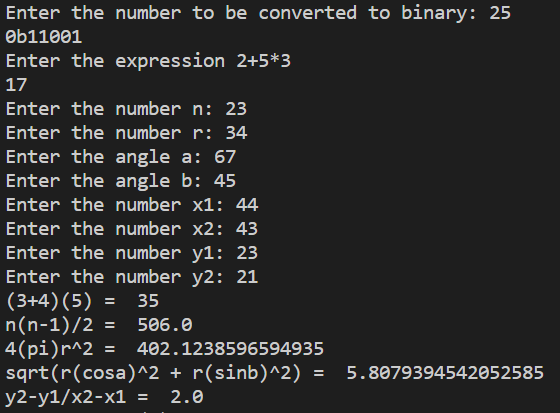 Enter the number to be converted to binary: 25
0b11001
Enter the expression 2+5*3
17
Enter the number n: 23
Enter the number r: 34
Enter the angle a: 67
Enter the angle b: 45
Enter the number x1: 44
Enter the number x2: 43
Enter the number y1: 23
Enter the number y2: 21
(3+4)(5) =  35
n(n-1)/2 =  506.0
4(pi)r^2 =  402.1238596594935
sqrt(r(cosa)^2 + r(sinb)^2) =  5.8079394542052585
y2-y1/x2-x1 =  2.0